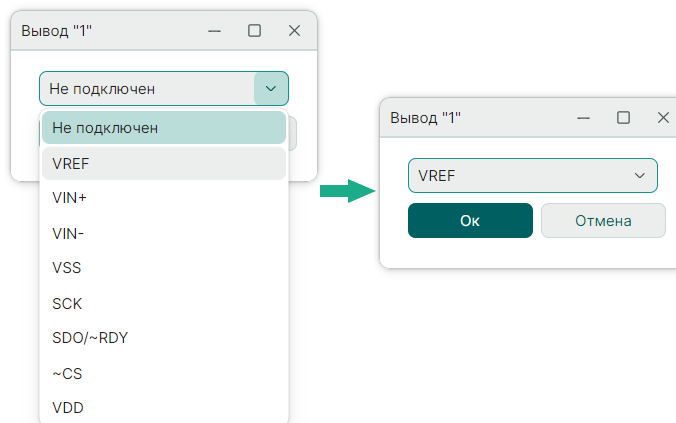 Вывод "1"
Не подключен
Не подключен
VREF
VIN+
VIN-
VSS
SCK
SDO/~RDY
~CS
VDD
Вывод "1"
VREF
Ок
Отмена